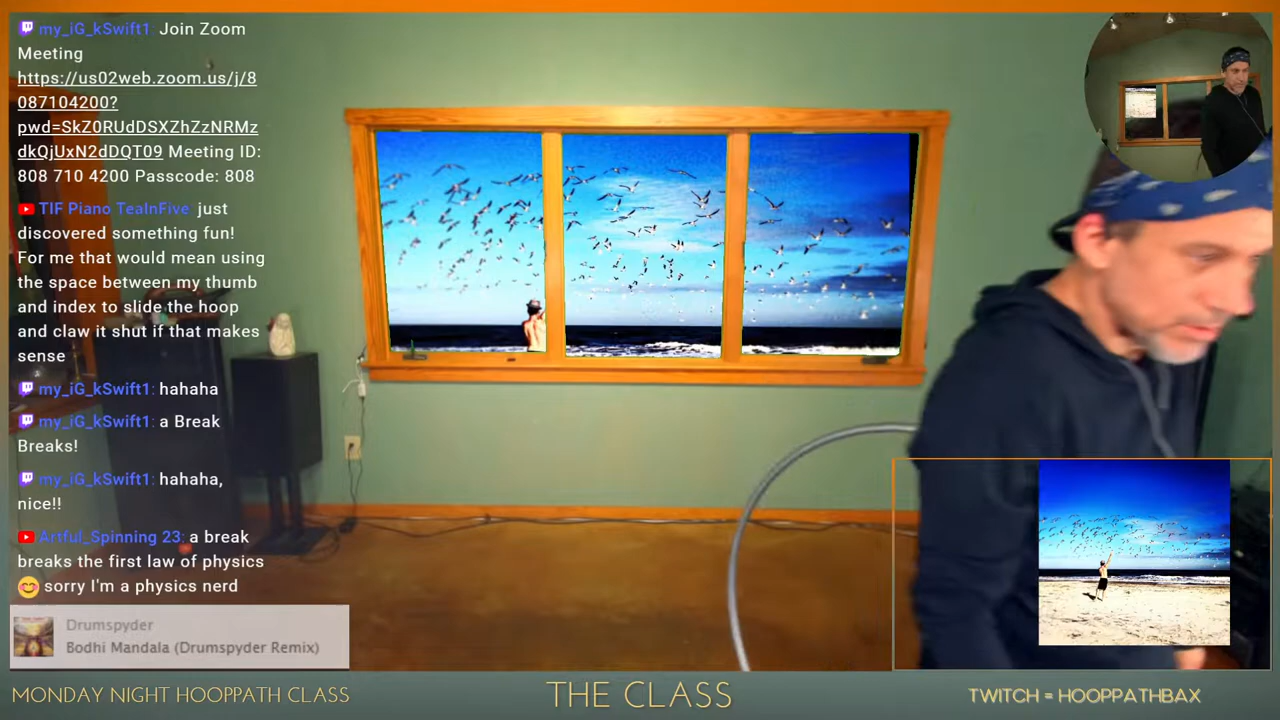 my_iG_kSwift1: Join Zoom
Meeting
https://us02web.zoom.us/j/8
087104200?
pwd=SkZ0RUdDSXZhZzNRMz
dkQjUxN2dDQT09 Meeting ID:
808 710 4200 Passcode: 808
TIF Piano TeaInFive: just
discovered something fun!
For me that would mean using
the space between my thumb
and index to slide the hoop
and claw it shut if that makes
sense
my_iG_kSwift1: hahaha
my_iG_kSwift1: a Break
Breaks!
my_iG_kSwift1: hahaha,
nice!!
Artful_Spinning 23: a break
breaks the first law of physics
😊 sorry I'm a physics nerd
Drumspyder
Bodhi Mandala (Drumspyder Remix)
MONDAY NIGHT HOOPPATH CLASS
THE CLASS
TWITCH = HOOPPATHBAX